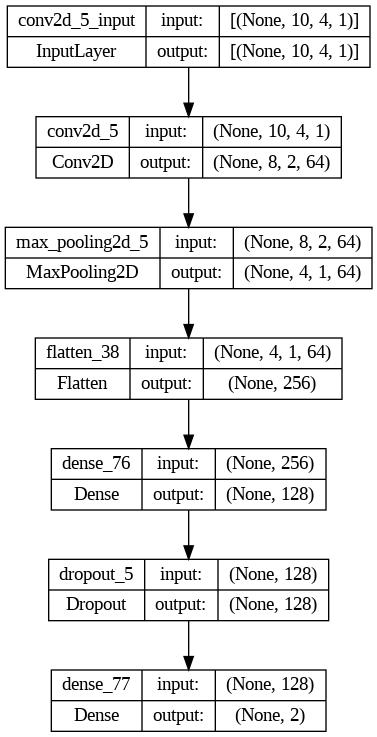 conv2d_5_input input: [(None, 10, 4, 1)]
InputLayer output: [(None, 10, 4, 1)]
conv2d_5 input: (None, 10, 4, 1)
Conv2D output: (None, 8, 2, 64)
max_pooling2d_5 input: (None, 8, 2, 64)
MaxPooling2D output: (None, 4, 1, 64)
flatten_38 input: (None, 4, 1, 64)
Flatten output: (None, 256)
dense_76 input: (None, 256)
Dense output: (None, 128)
dropout_5 input: (None, 128)
Dropout output: (None, 128)
dense_77 input: (None, 128)
Dense output: (None, 2)